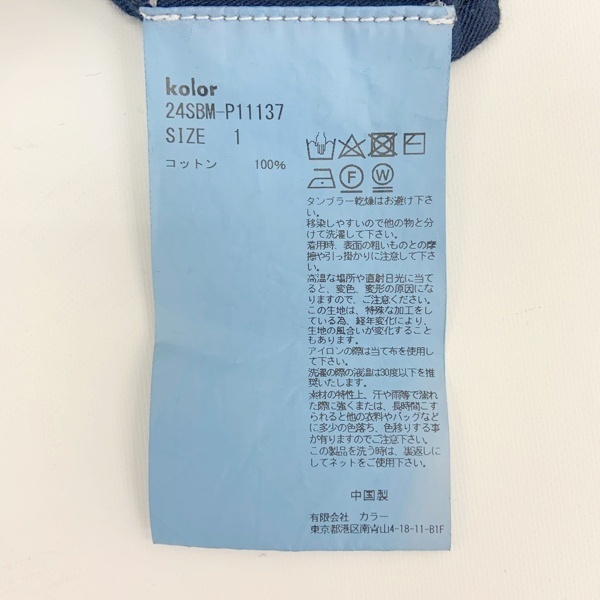 kolor
24SBM-P11137
SIZE 1
コットン 100%
F W
タンブラー乾燥はお避け下さ
い。
移染しやすいので他の物と分
けて洗濯して下さい。
着用時、表面の粗いものとの摩
擦や引っ掛かりに注意して下さ
い。
高温な場所や直射日光に当て
ると、変色、変形の原因にな
りますので、ご注意ください。
この生地は、特殊な加工をし
ている為、経年変化により、
生地の風合いが変化すること
もあります。
アイロンの際は当て布を使用し
て下さい。
洗濯の際の液温は30度以下を推
奨いたします。
素材の特性上、汗や雨等で濡れ
た際に強くまたは、長時間こす
られると他の衣料やバッグなど
に多少の色落ち、色移りする事
が有りますのでご注意下さい。
この製品を洗う時は、裏返しに
してネットをご使用下さい。
中国製
有限会社 カラー
東京都港区南青山4-18-11-B1F